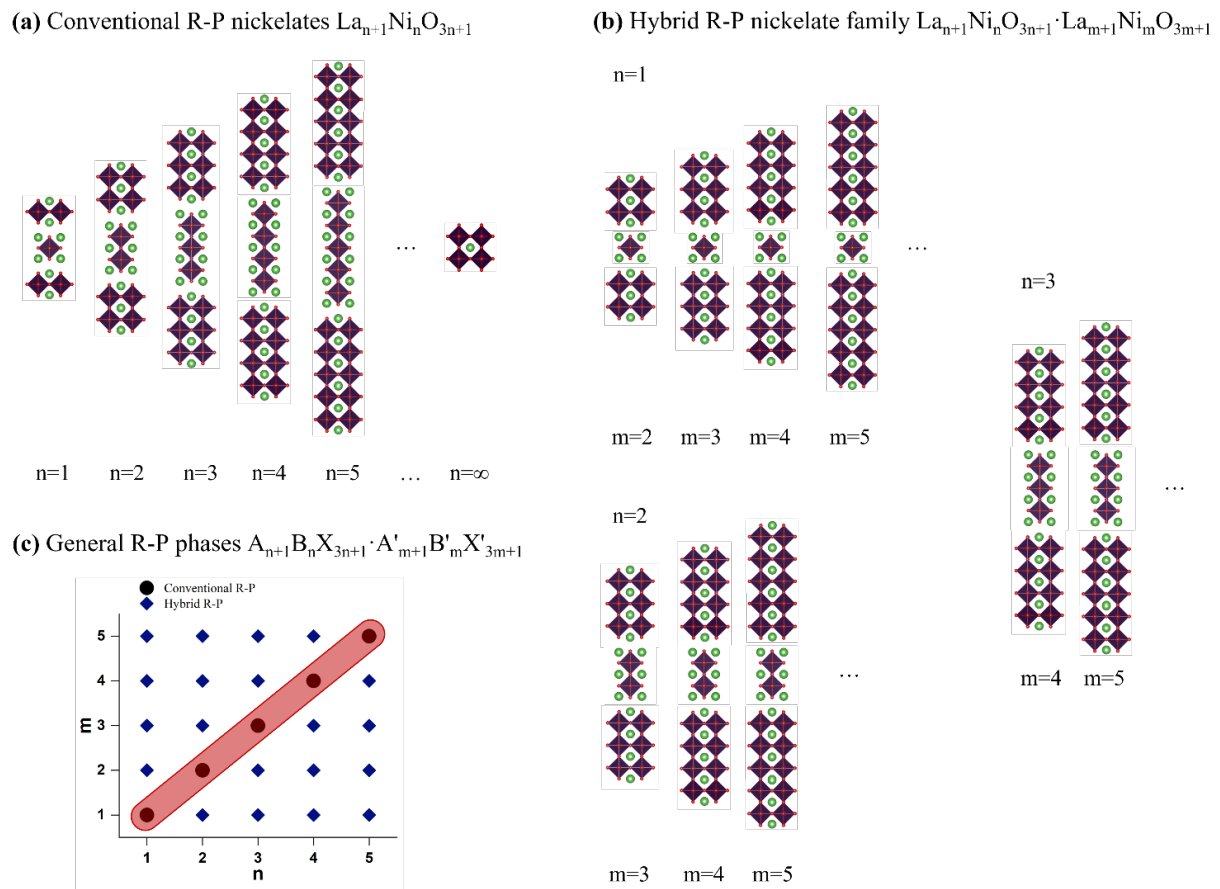 (a) Conventional R-P nickelates Laₙ₊₁NiₙO₃ₙ₊₁
n=1 n=2 n=3 n=4 n=5 … n=∞
…
(b) Hybrid R-P nickelate family Laₙ₊₁NiₙO₃ₙ₊₁·Laₘ₊₁NiₘO₃ₘ₊₁
n=1
…
m=2 m=3 m=4 m=5
n=3
…
m=4 m=5
n=2
…
m=3 m=4 m=5
(c) General R-P phases Aₙ₊₁BₙX₃ₙ₊₁·A'ₘ₊₁B'ₘX'₃ₘ₊₁
Conventional R-P
Hybrid R-P
5
4
3
2
1
m
1 2 3 4 5
n